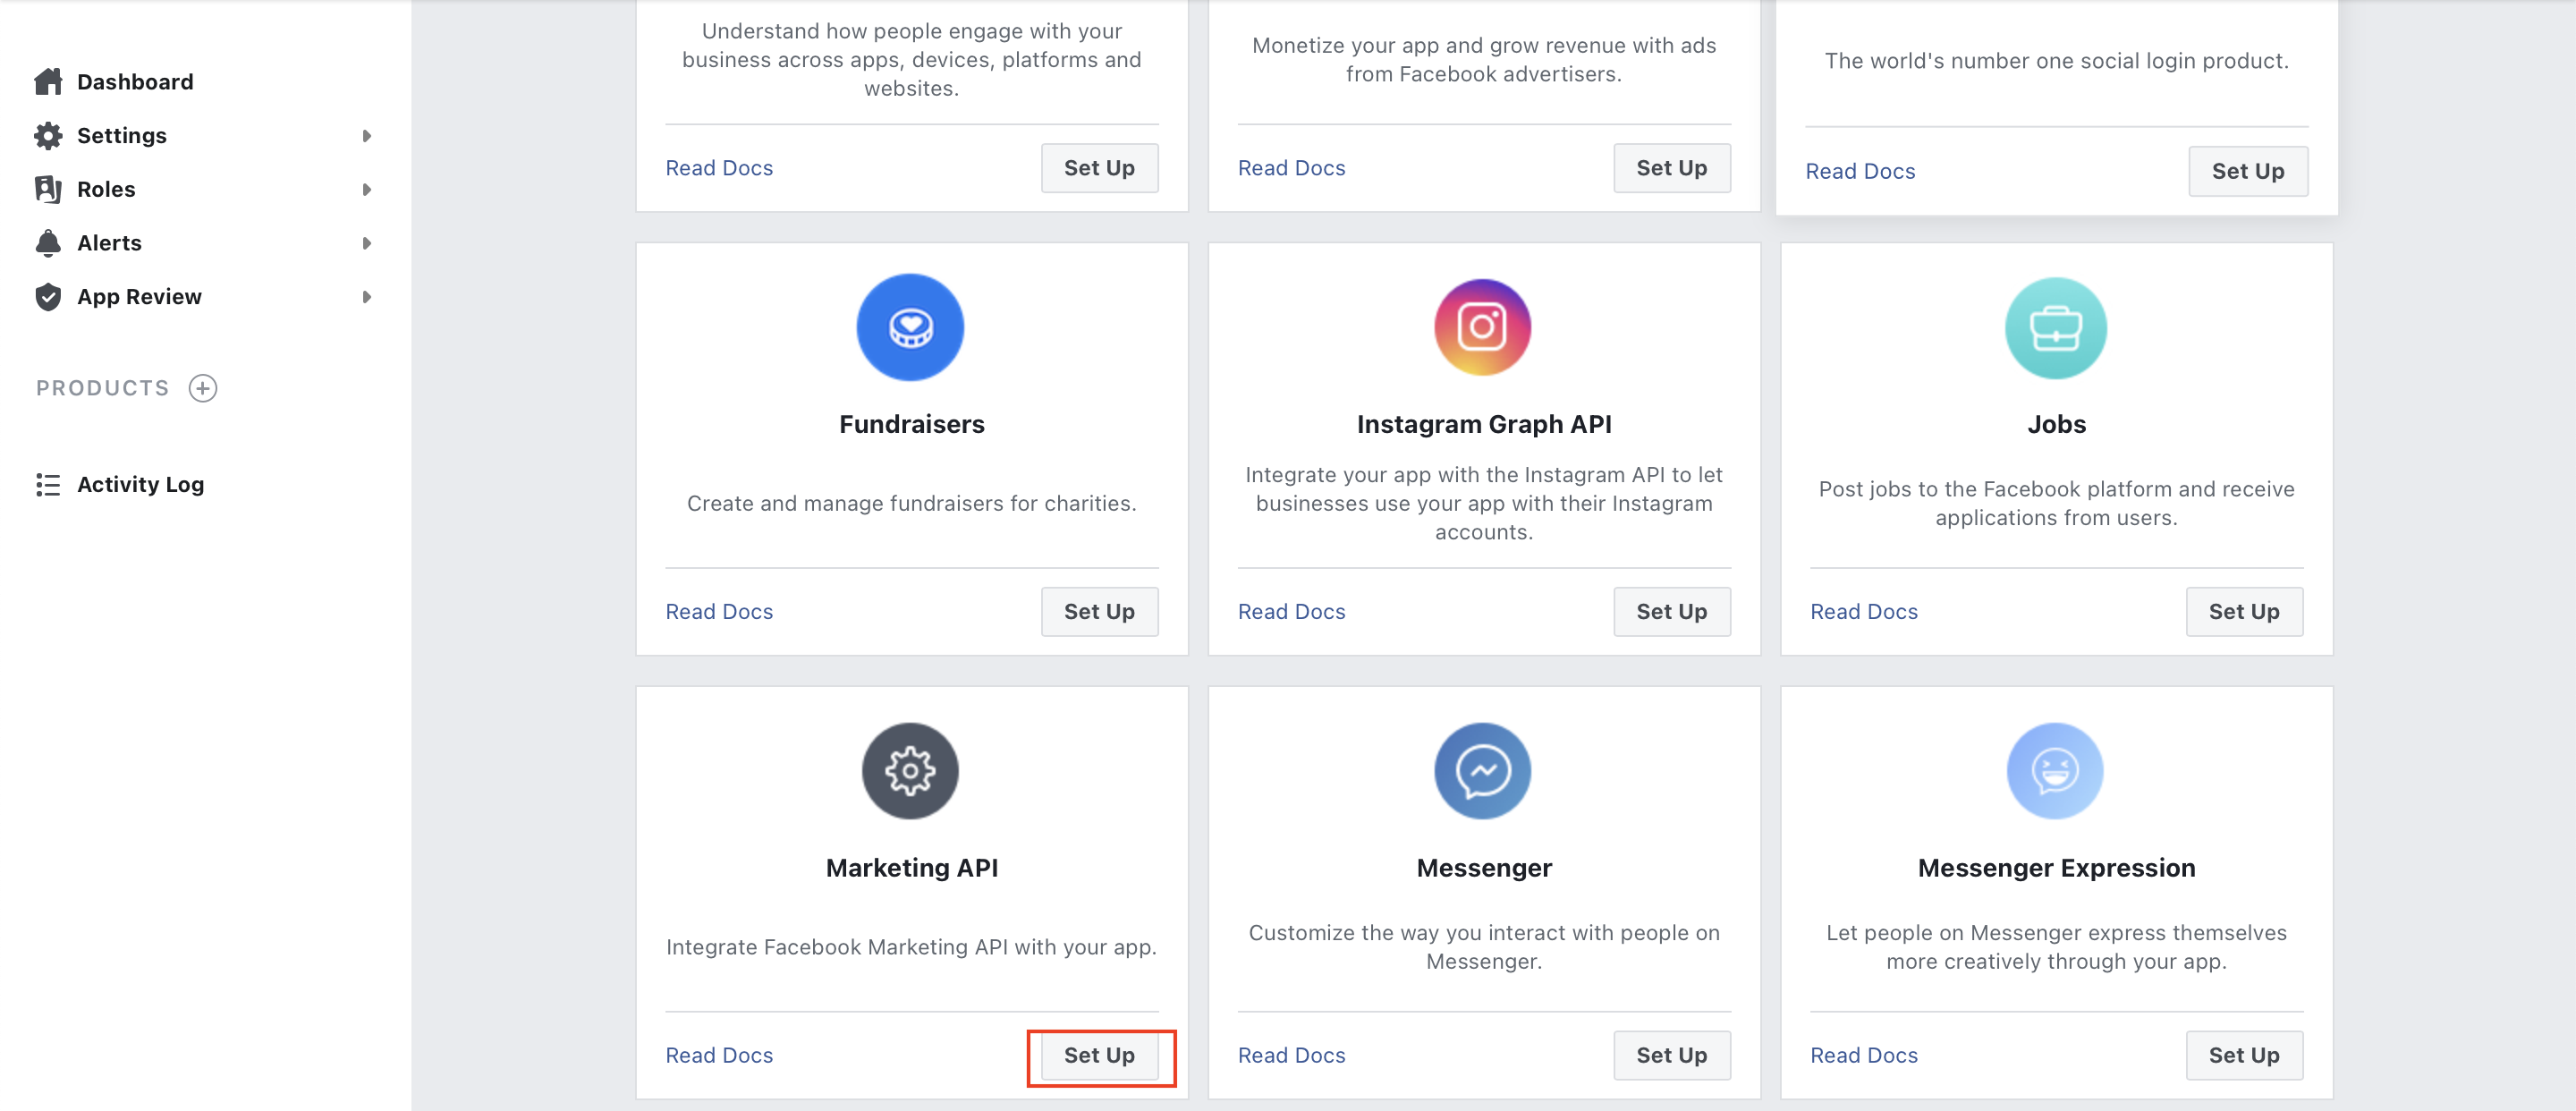 Dashboard
Settings
Roles
Alerts
App Review
PRODUCTS
Activity Log
Understand how people engage with your
business across apps, devices, platforms and
websites.
Read Docs
Set Up
Monetize your app and grow revenue with ads
from Facebook advertisers.
Read Docs
Set Up
The world's number one social login product.
Read Docs
Set Up
Fundraisers
Create and manage fundraisers for charities.
Read Docs
Set Up
Instagram Graph API
Integrate your app with the Instagram API to let
businesses use your app with their Instagram
accounts.
Read Docs
Set Up
Jobs
Post jobs to the Facebook platform and receive
applications from users.
Read Docs
Set Up
Marketing API
Integrate Facebook Marketing API with your app.
Read Docs
Set Up
Messenger
Customize the way you interact with people on
Messenger.
Read Docs
Set Up
Messenger Expression
Let people on Messenger express themselves
more creatively through your app.
Read Docs
Set Up